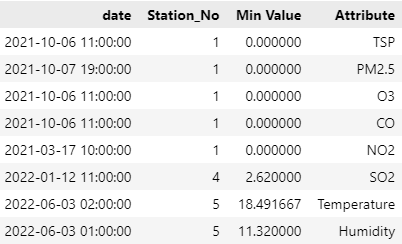 date Station_No Min Value Attribute
2021-10-06 11:00:00 1 0.000000 TSP
2021-10-07 19:00:00 1 0.000000 PM2.5
2021-10-06 11:00:00 1 0.000000 O3
2021-10-06 11:00:00 1 0.000000 CO
2021-03-17 10:00:00 1 0.000000 NO2
2022-01-12 11:00:00 4 2.620000 SO2
2022-06-03 02:00:00 5 18.491667 Temperature
2022-06-03 01:00:00 5 11.320000 Humidity